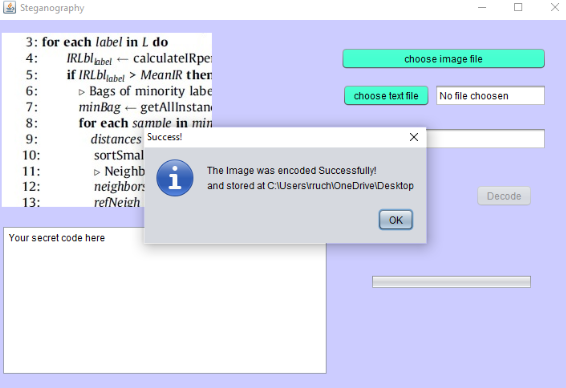 Steganography
3: for each label in L do
4: IRLbl label ← calculateIRper
5: if IRLbl label > MeanIR then
6: ▷ Bags of minority labe
7: minBag ← getAllInstanc
8: for each sample in min
9: distances
10: sortSmal
11: ▷ Neighb
12: neighbors
13: refNeigh
choose image file
choose text file
No file choosen
Success!
The Image was encoded Successfully!
and stored at C:\Users\rruch\OneDrive\Desktop
OK
Decode
Your secret code here